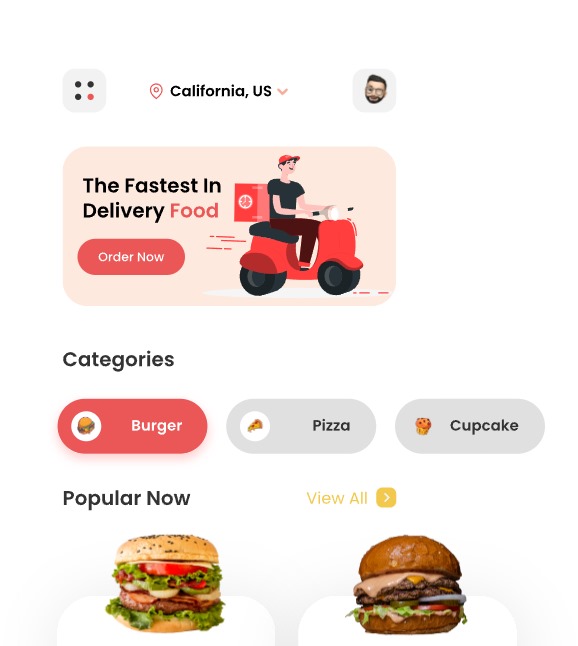 California, US
The Fastest In
Delivery Food
Order Now
Categories
Burger
Pizza
Cupcake
Popular Now
View All